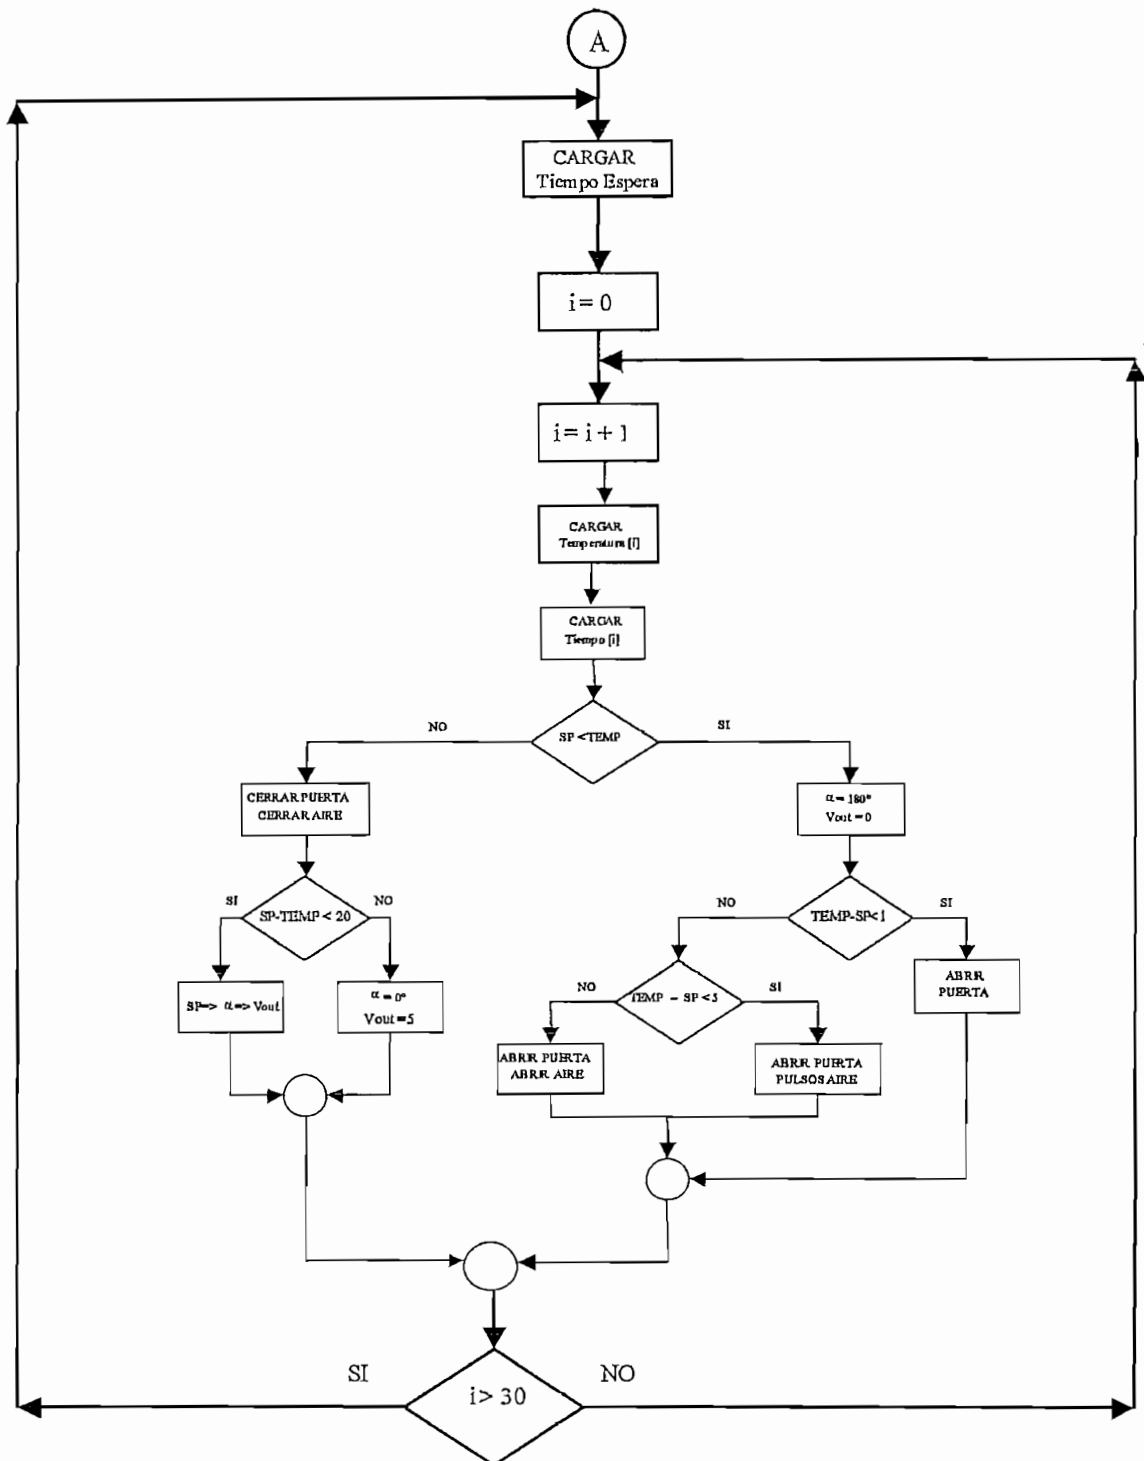 A
CARGAR
Tiempo Espera
i = 0
i = i + 1
CARGAR
Temperatura [i]
CARGAR
Tiempo [i]
NO
SP <TEMP
SI
CERRAR PUERTA
CERRAR AIRE
α = 180°
Vout = 0
SI
SP-TEMP < 20
NO
NO
TEMP-SP<1
SI
SP=> α => Vout
α = 0°
Vout = 5
NO
TEMP - SP < 5
SI
ABRIR
PUERTA
ABRIR PUERTA
ABRIR AIRE
ABRIR PUERTA
PULSOS AIRE
SI
i > 30
NO